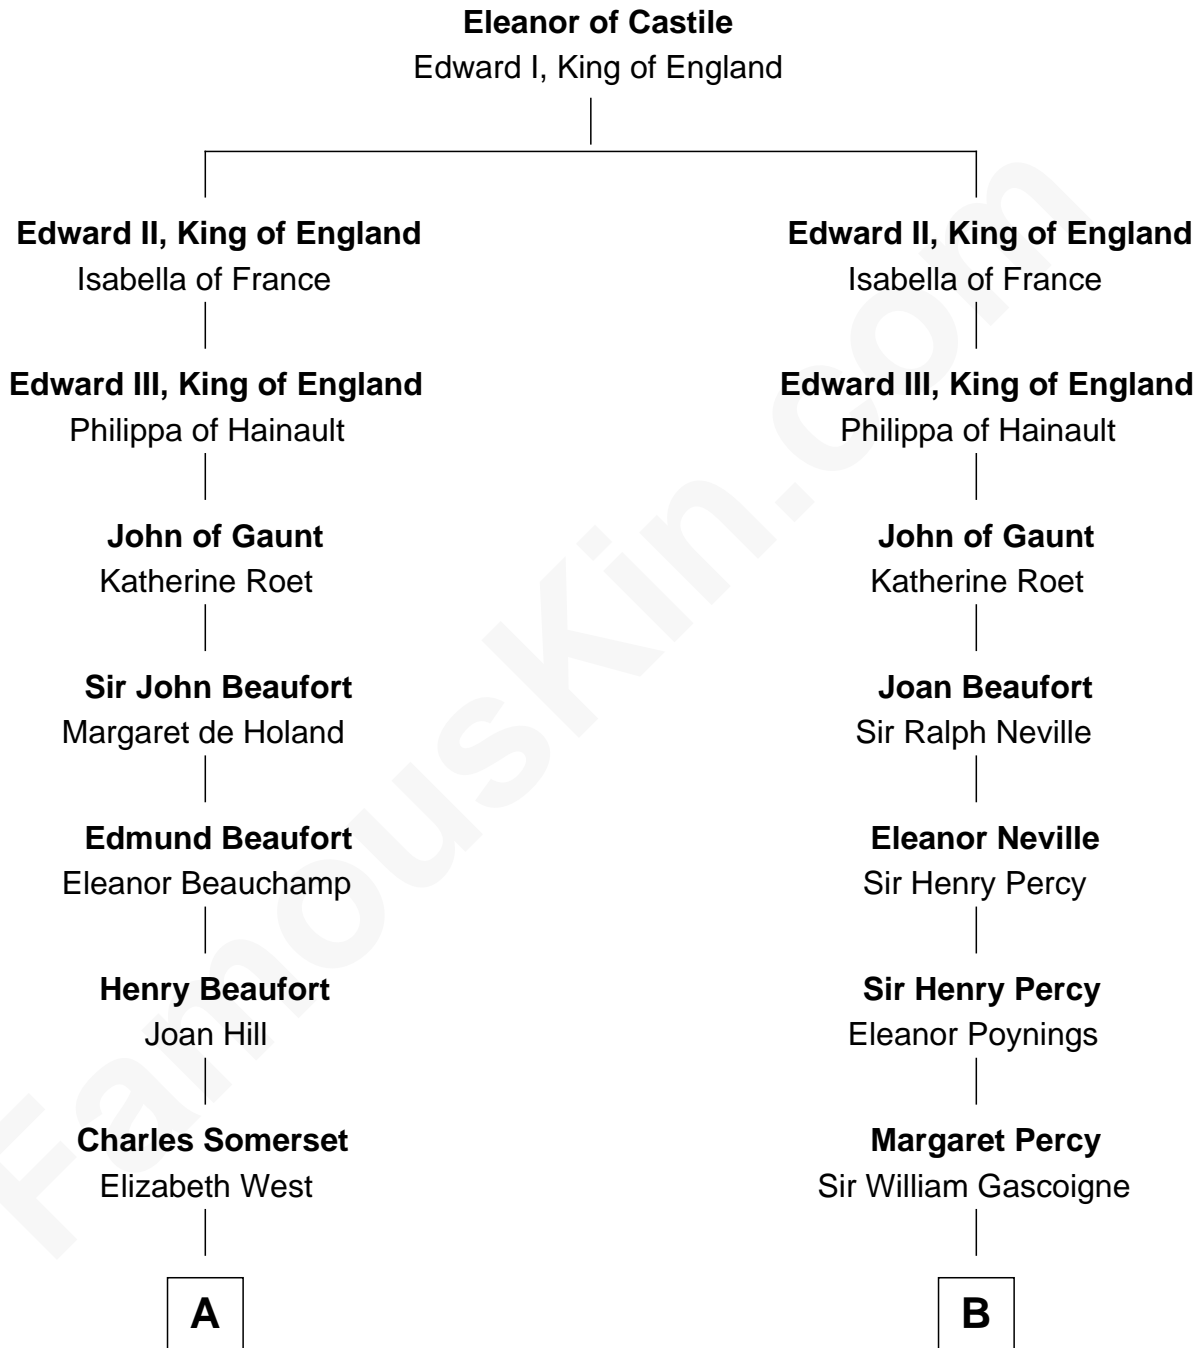 Eleanor of Castile
Edward I, King of England
Edward II, King of England
Isabella of France
Edward III, King of England
Philippa of Hainault
John of Gaunt
Katherine Roet
Sir John Beaufort
Margaret de Holand
Edmund Beaufort
Eleanor Beauchamp
Henry Beaufort
Joan Hill
Charles Somerset
Elizabeth West
A
Edward II, King of England
Isabella of France
Edward III, King of England
Philippa of Hainault
John of Gaunt
Katherine Roet
Joan Beaufort
Sir Ralph Neville
Eleanor Neville
Sir Henry Percy
Sir Henry Percy
Eleanor Poynings
Margaret Percy
Sir William Gascoigne
B
FamousKin.com